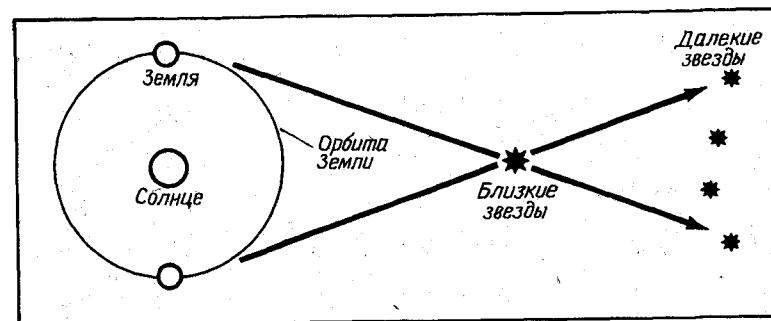 Земля
Солнце
Орбита
Земли
Близкие
звезды
Далекие
звезды